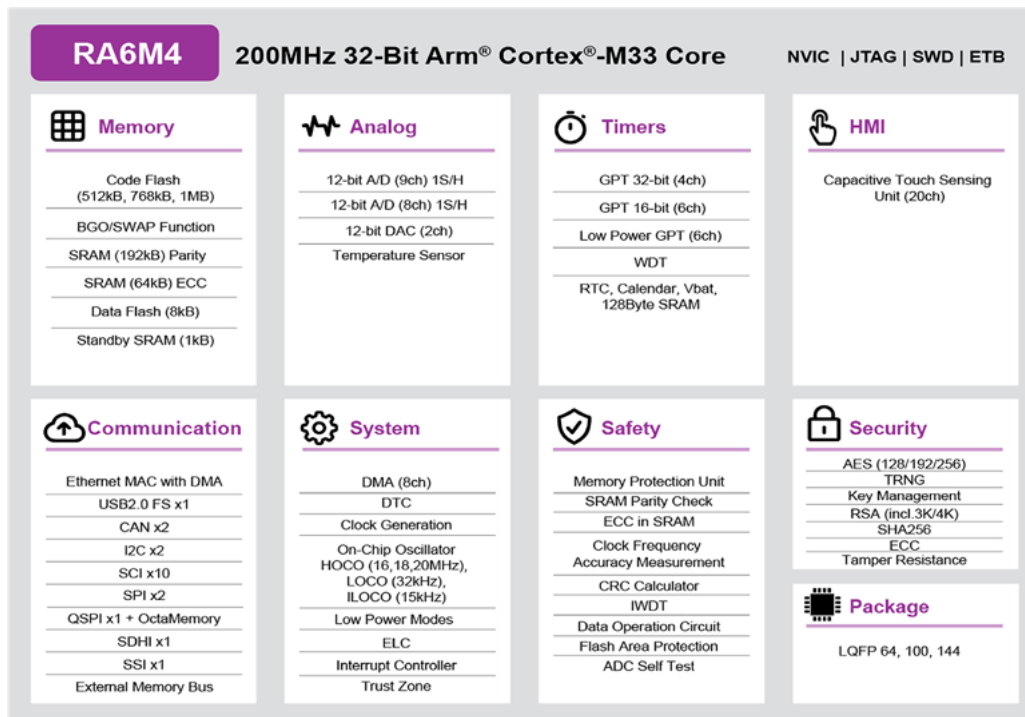 RA6M4
200MHz 32-Bit Arm® Cortex®-M33 Core
NVIC | JTAG | SWD | ETB
Memory
Code Flash
(512kB, 768kB, 1MB)
BGO/SWAP Function
SRAM (192kB) Parity
SRAM (64kB) ECC
Data Flash (8kB)
Standby SRAM (1kB)
Analog
12-bit A/D (9ch) 1S/H
12-bit A/D (8ch) 1S/H
12-bit DAC (2ch)
Temperature Sensor
Timers
GPT 32-bit (4ch)
GPT 16-bit (6ch)
Low Power GPT (6ch)
WDT
RTC, Calendar, Vbat,
128Byte SRAM
HMI
Capacitive Touch Sensing
Unit (20ch)
Communication
Ethernet MAC with DMA
USB2.0 FS x1
CAN x2
I2C x2
SCI x10
SPI x2
QSPI x1 + OctaMemory
SDHI x1
SSI x1
External Memory Bus
System
DMA (8ch)
DTC
Clock Generation
On-Chip Oscillator
HOCO (16,18,20MHz),
LOCO (32kHz),
ILOCO (15kHz)
Low Power Modes
ELC
Interrupt Controller
Trust Zone
Safety
Memory Protection Unit
SRAM Parity Check
ECC in SRAM
Clock Frequency
Accuracy Measurement
CRC Calculator
IWDT
Data Operation Circuit
Flash Area Protection
ADC Self Test
Security
AES (128/192/256)
TRNG
Key Management
RSA (incl.3K/4K)
SHA256
ECC
Tamper Resistance
Package
LQFP 64, 100, 144